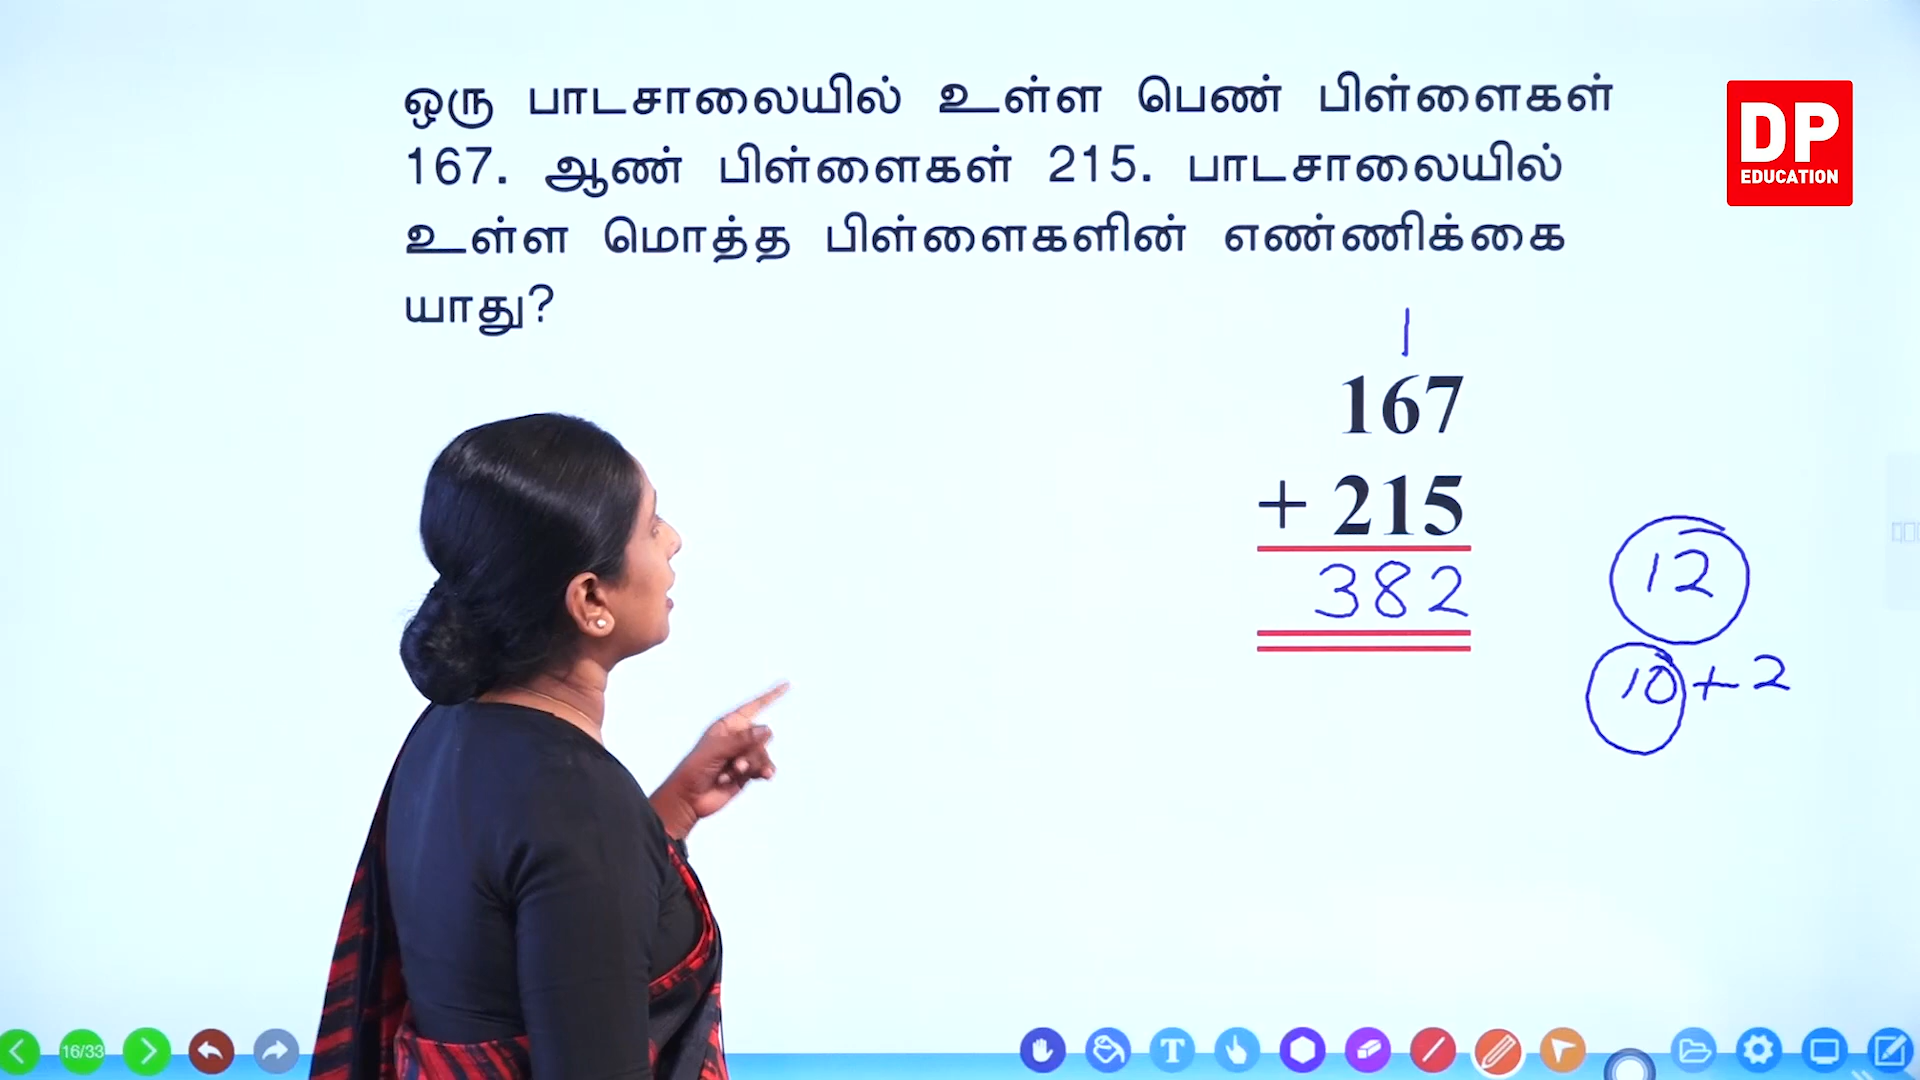 ஒரு பாடசாலையில் உள்ள பெண் பிள்ளைகள்
167. ஆண் பிள்ளைகள் 215. பாடசாலையில்
உள்ள மொத்த பிள்ளைகளின் எண்ணிக்கை
யாது?
DP
EDUCATION
1
167
+ 215
382
12
10 + 2
16/33
T